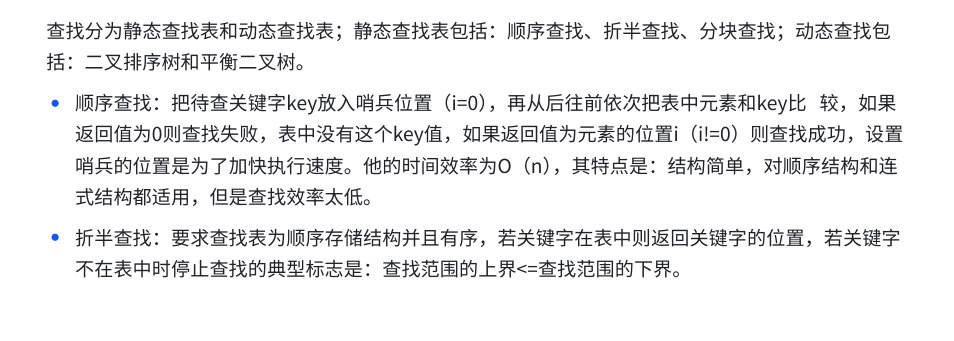 查找分为静态查找表和动态查找表；静态查找表包括：顺序查找、折半查找、分块查找；动态查找包
括：二叉排序树和平衡二叉树。
顺序查找：把待查关键字key放入哨兵位置（i=0），再从后往前依次把表中元素和key比 较，如果
返回值为0则查找失败，表中没有这个key值，如果返回值为元素的位置i（i!=0）则查找成功，设置
哨兵的位置是为了加快执行速度。他的时间效率为O（n），其特点是：结构简单，对顺序结构和连
式结构都适用，但是查找效率太低。
折半查找：要求查找表为顺序存储结构并且有序，若关键字在表中则返回关键字的位置，若关键字
不在表中时停止查找的典型标志是：查找范围的上界<=查找范围的下界。